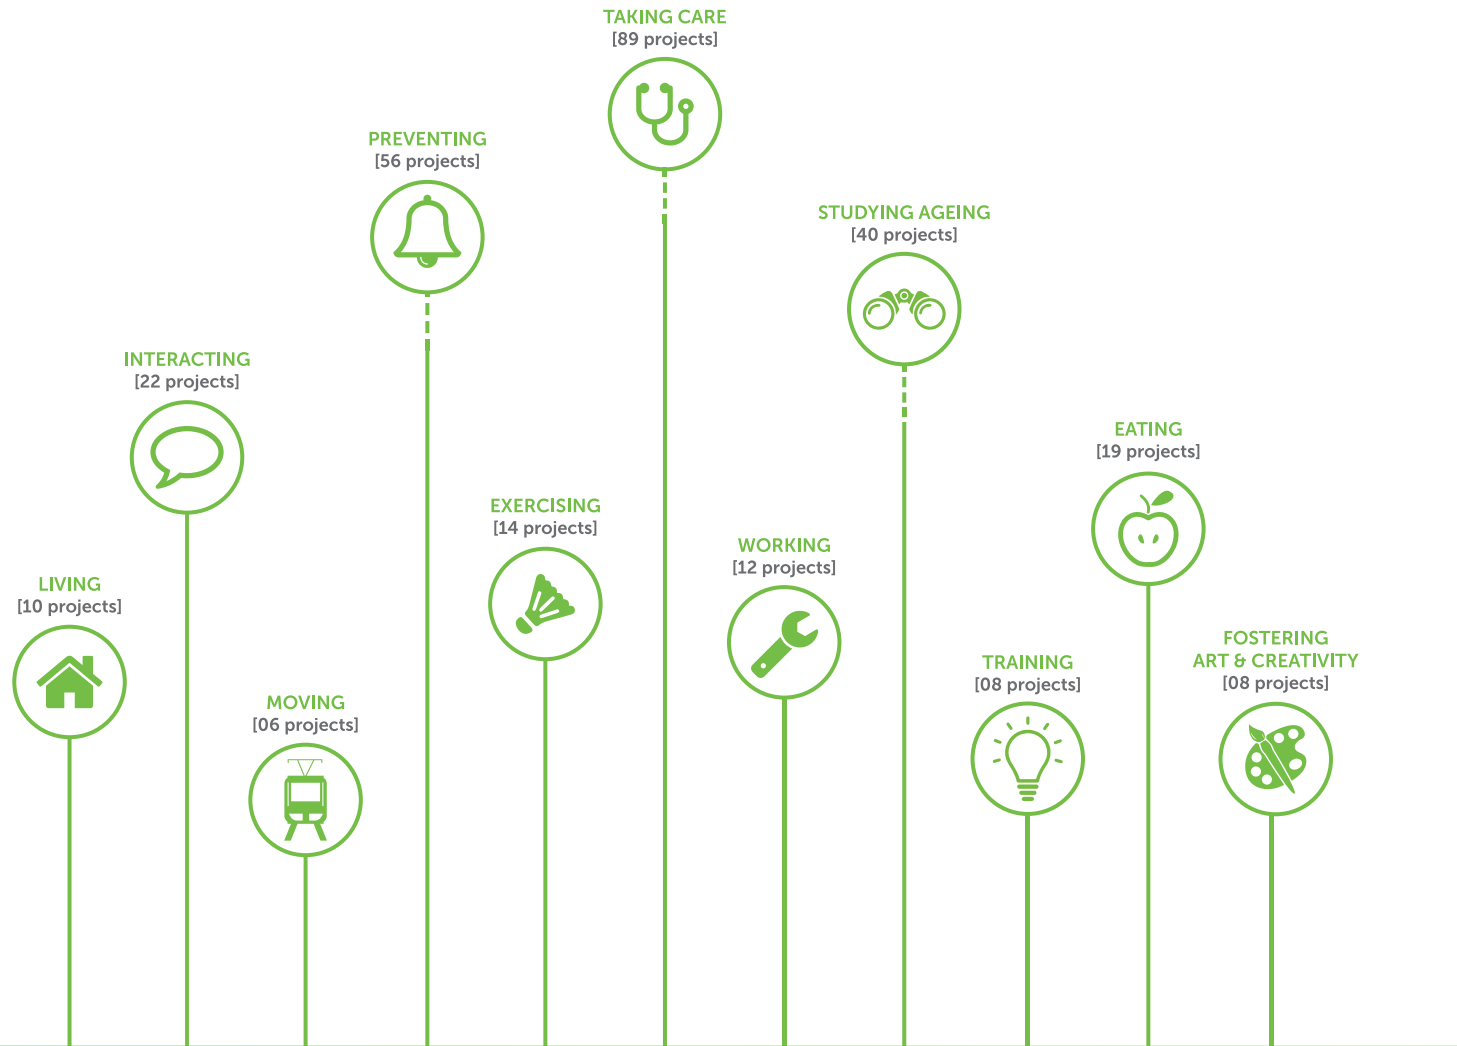 TAKING CARE
[89 projects]
PREVENTING
[56 projects]
STUDYING AGEING
[40 projects]
INTERACTING
[22 projects]
EATING
[19 projects]
EXERCISING
[14 projects]
WORKING
[12 projects]
LIVING
[10 projects]
FOSTERING
ART & CREATIVITY
[08 projects]
TRAINING
[08 projects]
MOVING
[06 projects]